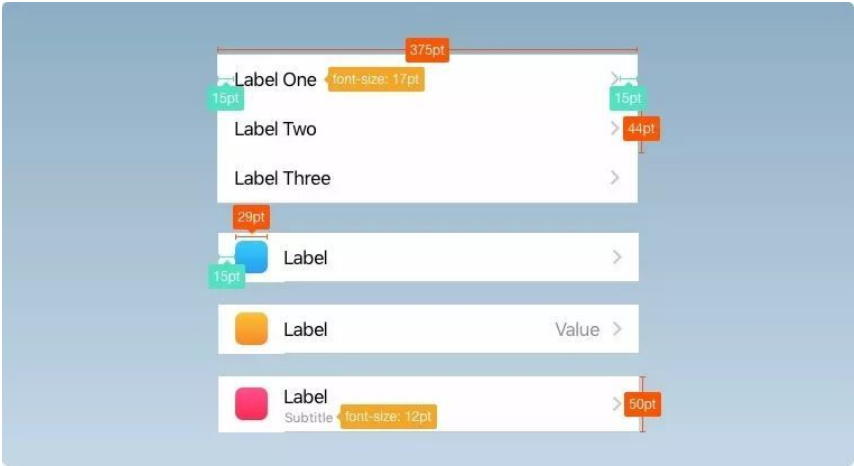 375pt
Label One font-size: 17pt
15pt 15pt
Label Two 44pt
Label Three
29pt
Label
15pt
Label Value
Label
Subtitle font-size: 12pt
50pt